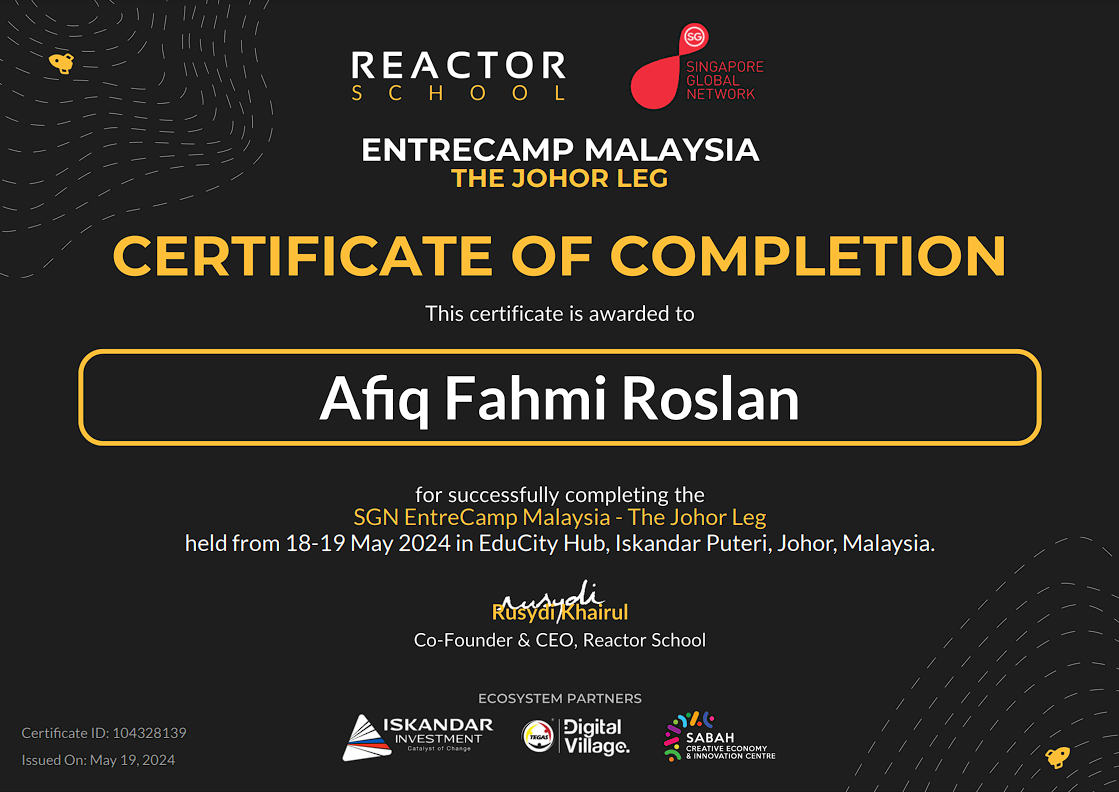 REACTOR
SCHOOL
SG
SINGAPORE
GLOBAL
NETWORK
ENTRECAMP MALAYSIA
THE JOHOR LEG
CERTIFICATE OF COMPLETION
This certificate is awarded to
Afiq Fahmi Roslan
for successfully completing the
SGN EntreCamp Malaysia - The Johor Leg
held from 18-19 May 2024 in EduCity Hub, Iskandar Puteri, Johor, Malaysia.
rusydi
Rusydi Khairul
Co-Founder & CEO, Reactor School
ECOSYSTEM PARTNERS
ISKANDAR
INVESTMENT
Catalyst of Change
TEGAS
Digital
Village.
SABAH
CREATIVE ECONOMY
& INNOVATION CENTRE
Certificate ID: 104328139
Issued On: May 19, 2024